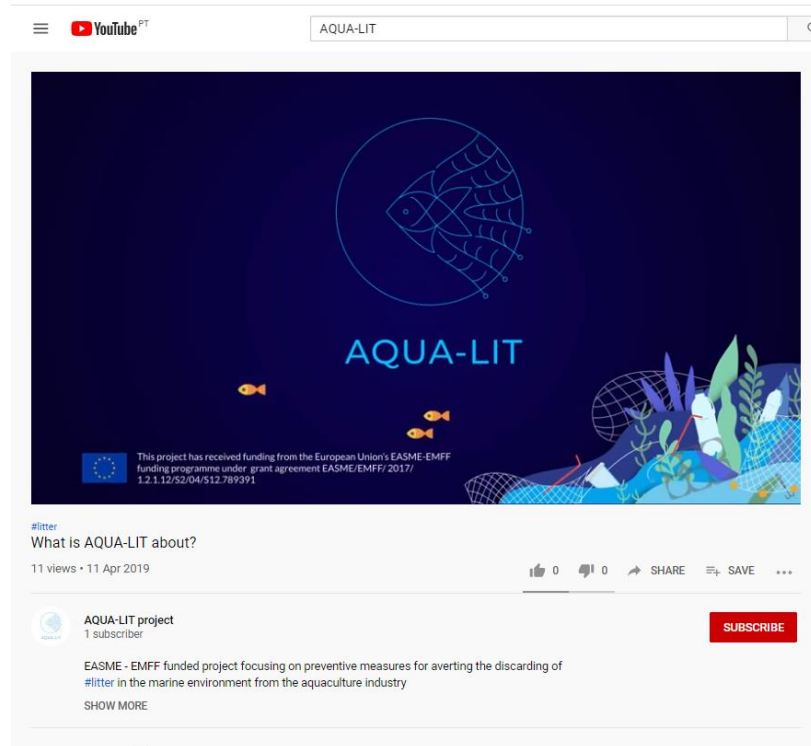 YouTube PT
AQUA-LIT
AQUA-LIT
This project has received funding from the European Union's EASME-EMFF
funding programme under grant agreement EASME/EMFF/ 2017/
1.2.1.12/S2/04/S12.789391
#litter
What is AQUA-LIT about?
11 views • 11 Apr 2019
0 0 SHARE SAVE
AQUA-LIT project
1 subscriber
SUBSCRIBE
EASME - EMFF funded project focusing on preventive measures for averting the discarding of
#litter in the marine environment from the aquaculture industry
SHOW MORE